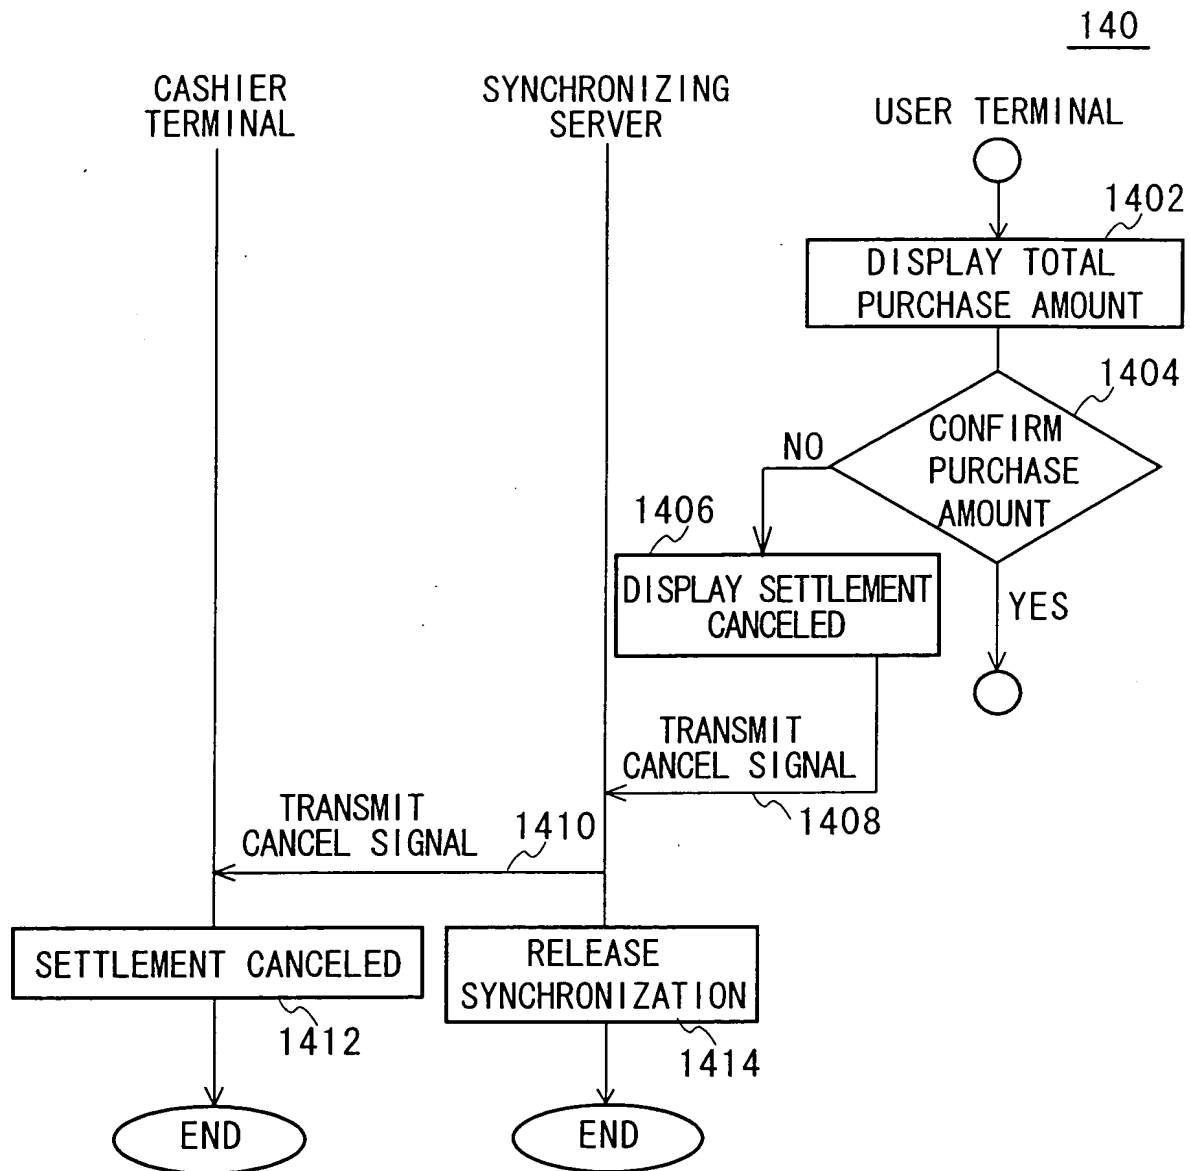 140
CASHIER
TERMINAL
SYNCHRONIZING
SERVER
USER TERMINAL
1402
DISPLAY TOTAL
PURCHASE AMOUNT
1404
CONFIRM
PURCHASE
AMOUNT
NO
YES
1406
DISPLAY SETTLEMENT
CANCELED
TRANSMIT
CANCEL SIGNAL
1408
TRANSMIT
CANCEL SIGNAL
1410
SETTLEMENT CANCELED
1412
RELEASE
SYNCHRONIZATION
1414
END
END